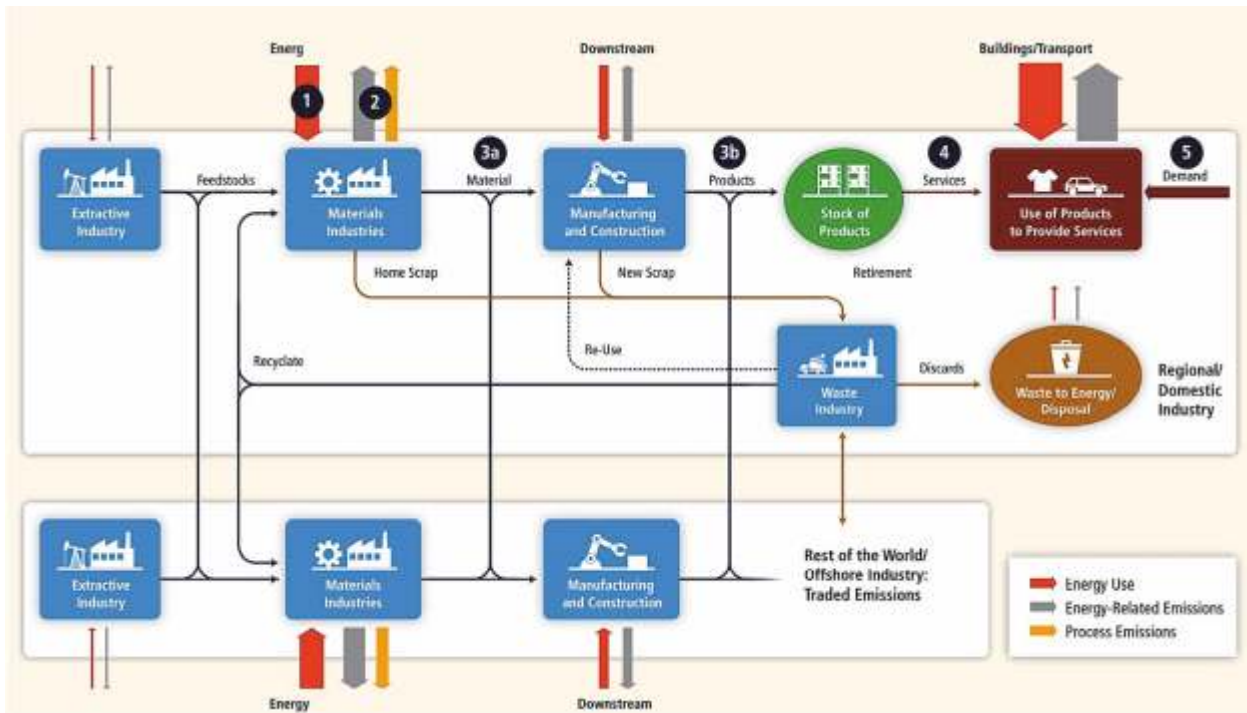 Energ
Downstream
Buildings/Transport
1
2
3a
3b
4
5
Feedstocks
Material
Products
Services
Demand
Extractive
Industry
Materials
Industries
Manufacturing
and Construction
Stock of
Products
Use of Products
to Provide Services
Home Scrap
New Scrap
Retirement
Recyclate
Re-Use
Waste
Industry
Discards
Waste to Energy/
Disposal
Regional/
Domestic
Industry
Extractive
Industry
Materials
Industries
Manufacturing
and Construction
Rest of the World/
Offshore Industry:
Traded Emissions
Energy Use
Energy-Related Emissions
Process Emissions
Energy
Downstream